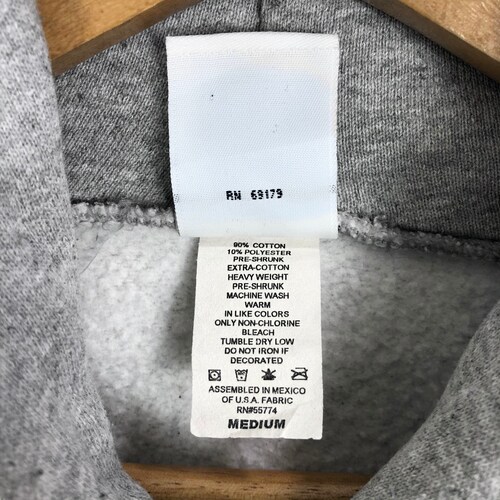 RN 69179
90% COTTON
10% POLYESTER
PRE-SHRUNK
EXTRA-COTTON
HEAVY WEIGHT
PRE-SHRUNK
MACHINE WASH
WARM
IN LIKE COLORS
ONLY NON-CHLORINE
BLEACH
TUMBLE DRY LOW
DO NOT IRON IF
DECORATED
ASSEMBLED IN MEXICO
OF U.S.A. FABRIC
RN#55774
MEDIUM